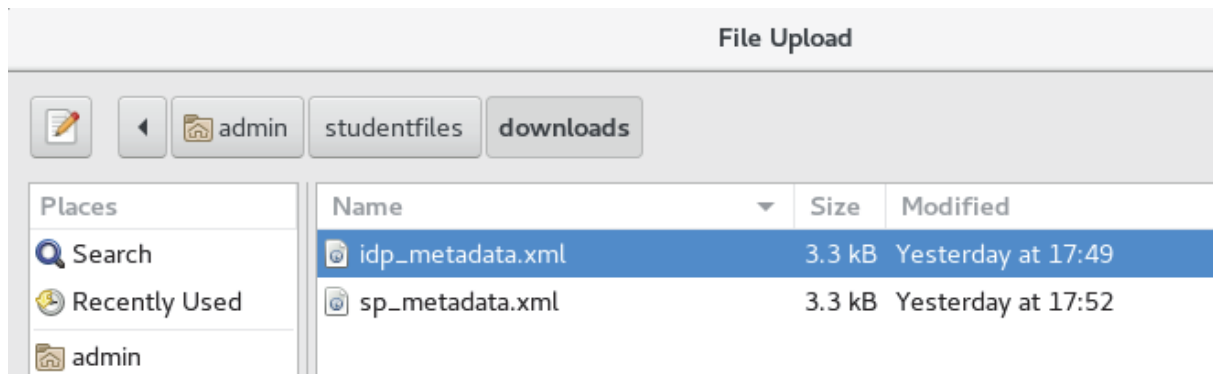 File Upload
admin studentfiles downloads
Places Name Size Modified
Search idp_metadata.xml 3.3 kB Yesterday at 17:49
Recently Used sp_metadata.xml 3.3 kB Yesterday at 17:52
admin